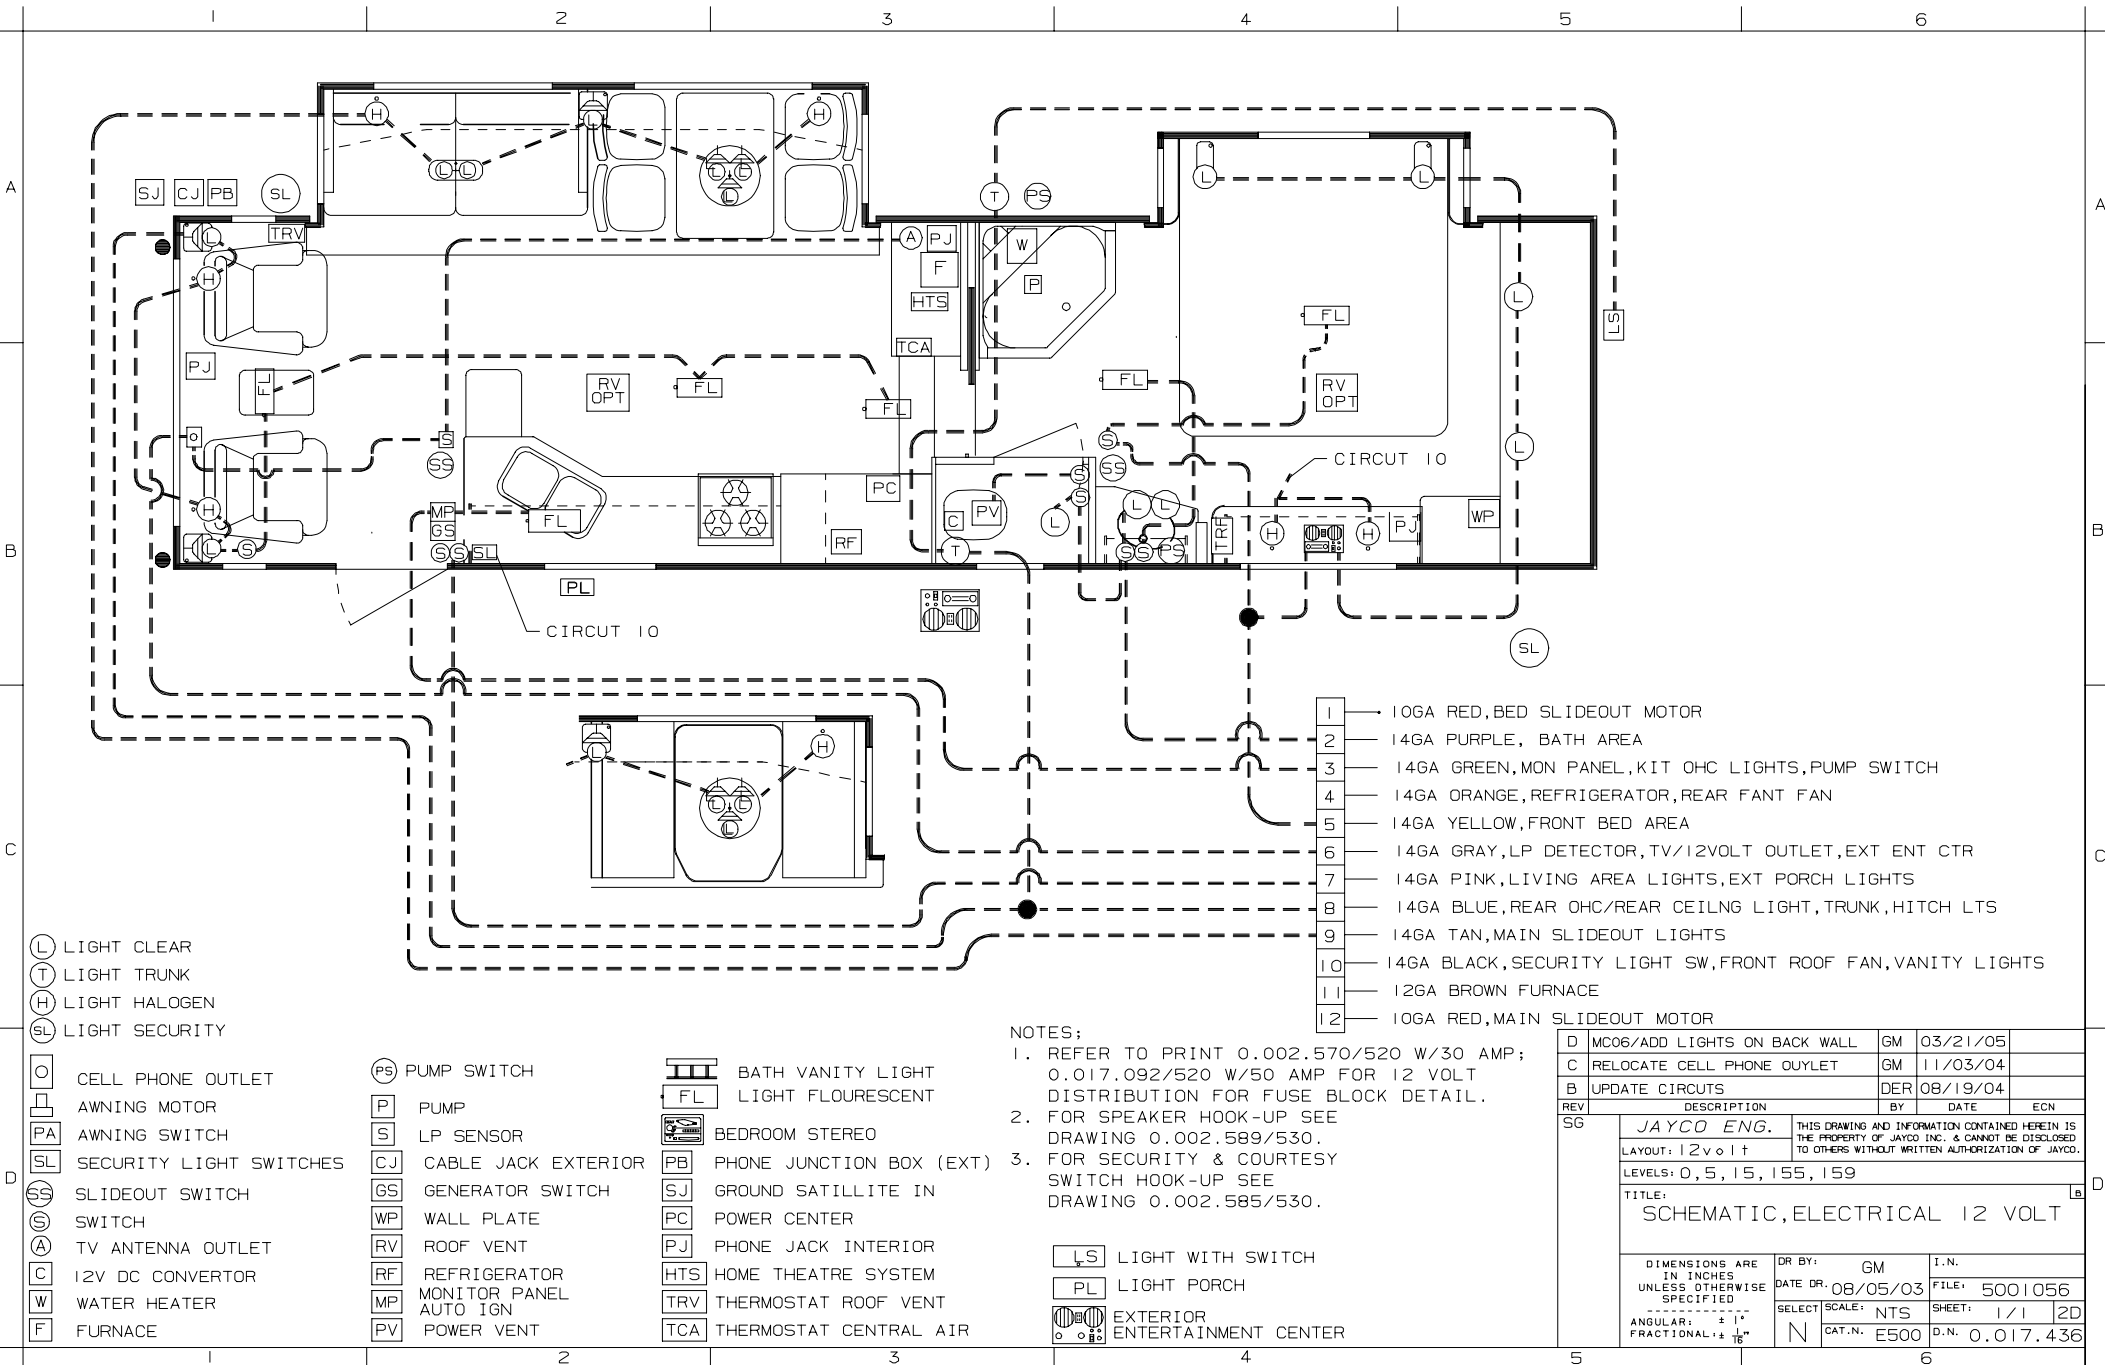 1 2 3 4 5 6
A
A
SJ CJ PB SL
H L H
L L
L L
L
T PS
L L
TRV
L
H
A PJ
F
HTS
TCA
W
P
L
LS
FL
PJ
FL
RV
OPT
FL
FL
FL
RV
OPT
O
S
SS
S
SS
L
CIRCUT 10
H
L
S
MP
GS
S S SL
FL
PC
RF
C
PV
T
S
S
L
L L
S S PS
TRF
H
H
PJ
WP
B
B
PL
CIRCUT 10
SL
L
H
L L
L
C
C
1 10GA RED,BED SLIDEOUT MOTOR
2 14GA PURPLE, BATH AREA
3 14GA GREEN,MON PANEL,KIT OHC LIGHTS,PUMP SWITCH
4 14GA ORANGE,REFRIGERATOR,REAR FANT FAN
5 14GA YELLOW,FRONT BED AREA
6 14GA GRAY,LP DETECTOR,TV/12VOLT OUTLET,EXT ENT CTR
7 14GA PINK,LIVING AREA LIGHTS,EXT PORCH LIGHTS
8 14GA BLUE,REAR OHC/REAR CEILNG LIGHT,TRUNK,HITCH LTS
9 14GA TAN,MAIN SLIDEOUT LIGHTS
10 14GA BLACK,SECURITY LIGHT SW,FRONT ROOF FAN,VANITY LIGHTS
11 12GA BROWN FURNACE
12 10GA RED,MAIN SLIDEOUT MOTOR
L LIGHT CLEAR
T LIGHT TRUNK
H LIGHT HALOGEN
SL LIGHT SECURITY
O CELL PHONE OUTLET
AWNING MOTOR
PA AWNING SWITCH
SL SECURITY LIGHT SWITCHES
SS SLIDEOUT SWITCH
S SWITCH
A TV ANTENNA OUTLET
C 12V DC CONVERTOR
W WATER HEATER
F FURNACE
PS PUMP SWITCH
P PUMP
S LP SENSOR
CJ CABLE JACK EXTERIOR
GS GENERATOR SWITCH
WP WALL PLATE
RV ROOF VENT
RF REFRIGERATOR
MP MONITOR PANEL
AUTO IGN
PV POWER VENT
BATH VANITY LIGHT
FL LIGHT FLOURESCENT
BEDROOM STEREO
PB PHONE JUNCTION BOX (EXT)
SJ GROUND SATILLITE IN
PC POWER CENTER
PJ PHONE JACK INTERIOR
HTS HOME THEATRE SYSTEM
TRV THERMOSTAT ROOF VENT
TCA THERMOSTAT CENTRAL AIR
NOTES;
1. REFER TO PRINT 0.002.570/520 W/30 AMP;
0.017.092/520 W/50 AMP FOR 12 VOLT
DISTRIBUTION FOR FUSE BLOCK DETAIL.
2. FOR SPEAKER HOOK-UP SEE
DRAWING 0.002.589/530.
3. FOR SECURITY & COURTESY
SWITCH HOOK-UP SEE
DRAWING 0.002.585/530.
LS LIGHT WITH SWITCH
PL LIGHT PORCH
EXTERIOR
ENTERTAINMENT CENTER
D MC06/ADD LIGHTS ON BACK WALL GM 03/21/05
C RELOCATE CELL PHONE OUYLET GM 11/03/04
B UPDATE CIRCUTS DER 08/19/04
REV DESCRIPTION BY DATE ECN
SG
JAYCO ENG.
THIS DRAWING AND INFORMATION CONTAINED HEREIN IS
THE PROPERTY OF JAYCO INC. & CANNOT BE DISCLOSED
TO OTHERS WITHOUT WRITTEN AUTHORIZATION OF JAYCO.
LAYOUT: 12volt
LEVELS: 0,5,15,155,159
TITLE:
B
SCHEMATIC,ELECTRICAL 12 VOLT
DIMENSIONS ARE
IN INCHES
UNLESS OTHERWISE
SPECIFIED
ANGULAR: ± 1°
FRACTIONAL:± 1/16"
DR BY: GM
I.N.
DATE DR. 08/05/03
FILE: 5001056
SELECT N
SCALE: NTS
SHEET: 1/1 2D
CAT.N. E500
D.N. 0.017.436
D
D
1 2 3 4 5 6